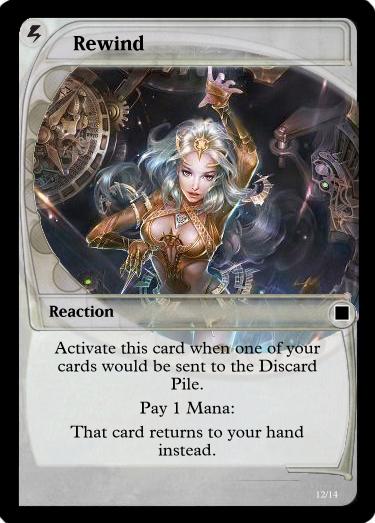 Rewind
Reaction
Activate this card when one of your
cards would be sent to the Discard
Pile.
Pay 1 Mana:
That card returns to your hand
instead.
12/14